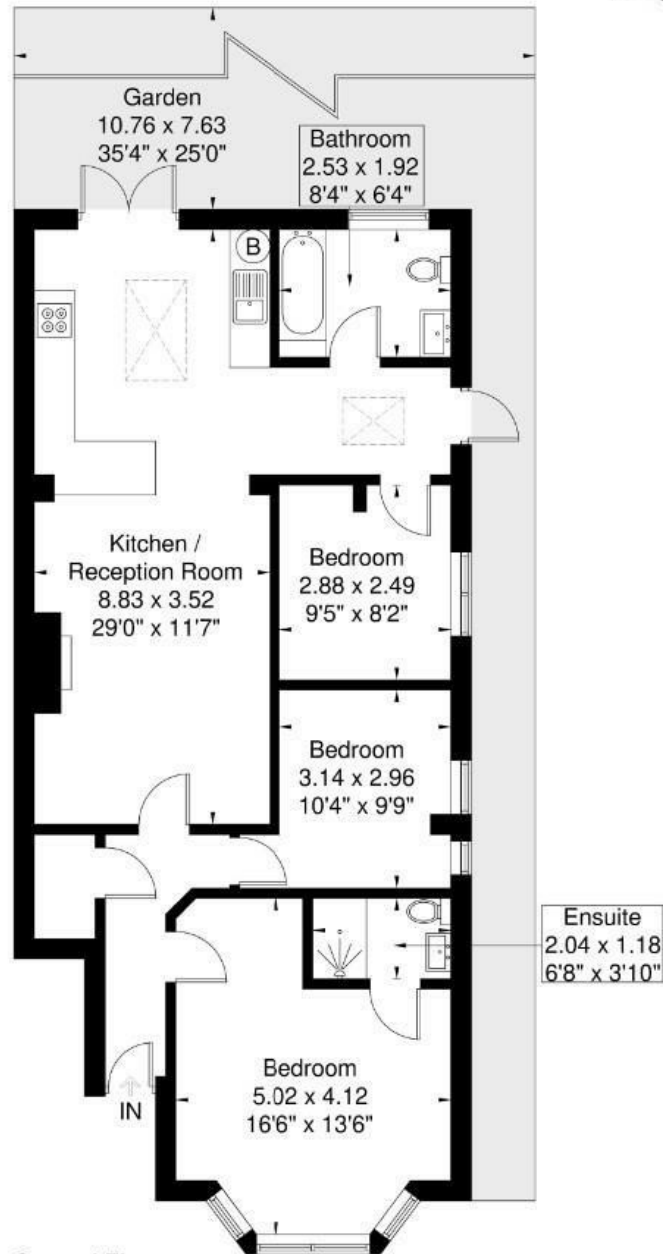 Garden
10.76 x 7.63
35'4" x 25'0"
Bathroom
2.53 x 1.92
8'4" x 6'4"
B
Kitchen /
Reception Room
8.83 x 3.52
29'0" x 11'7"
Bedroom
2.88 x 2.49
9'5" x 8'2"
Bedroom
3.14 x 2.96
10'4" x 9'9"
Ensuite
2.04 x 1.18
6'8" x 3'10"
Bedroom
5.02 x 4.12
16'6" x 13'6"
IN